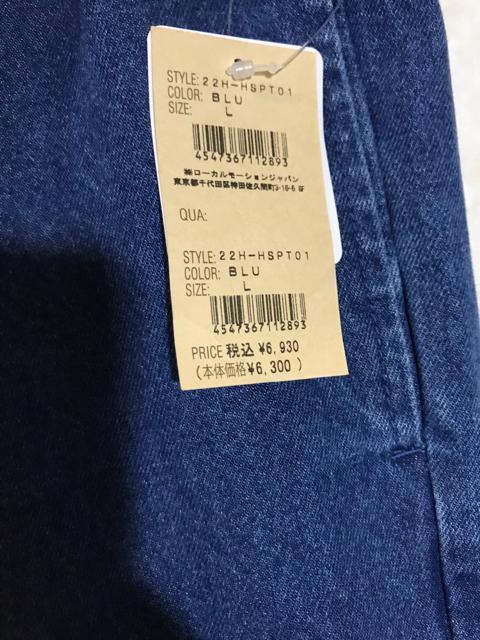 STYLE: 22H-HSPT01
COLOR: BLU
SIZE: L
4547367112893
㈱ローカルモーションジャパン
東京都千代田区神田佐久間町3-16-6 8F
QUA:
STYLE: 22H-HSPT01
COLOR: BLU
SIZE: L
4547367112893
PRICE 税込 ¥6,930
(本体価格¥6,300 )